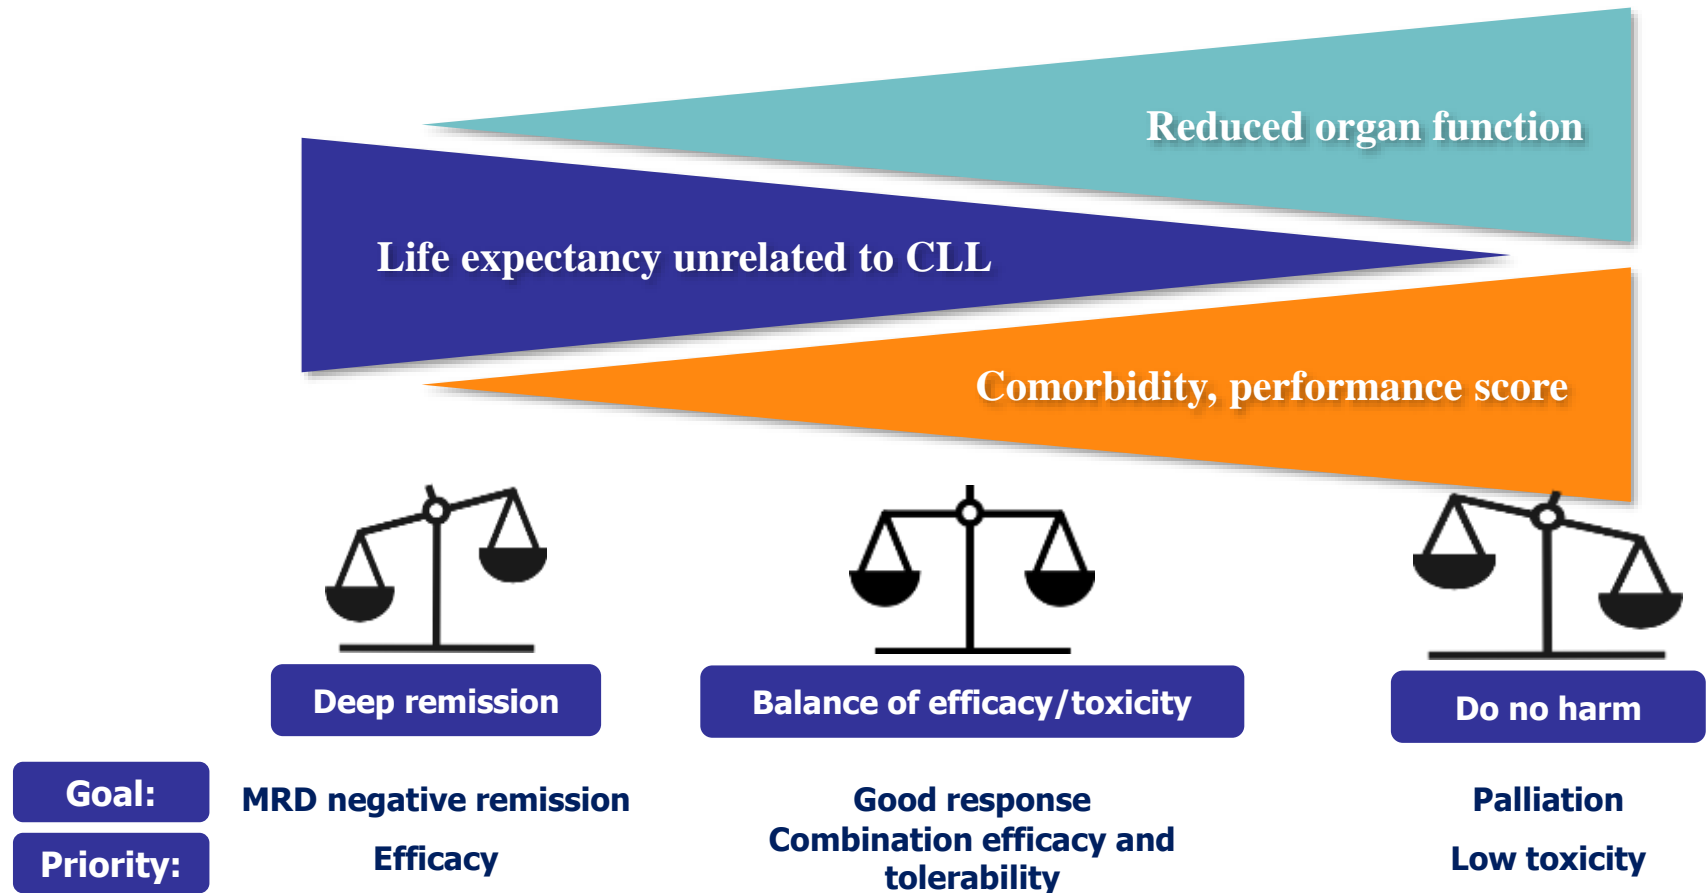 Reduced organ function
Life expectancy unrelated to CLL
Comorbidity, performance score
Deep remission
Balance of efficacy/toxicity
Do no harm
Goal:
MRD negative remission
Good response
Palliation
Priority:
Efficacy
Combination efficacy and
tolerability
Low toxicity